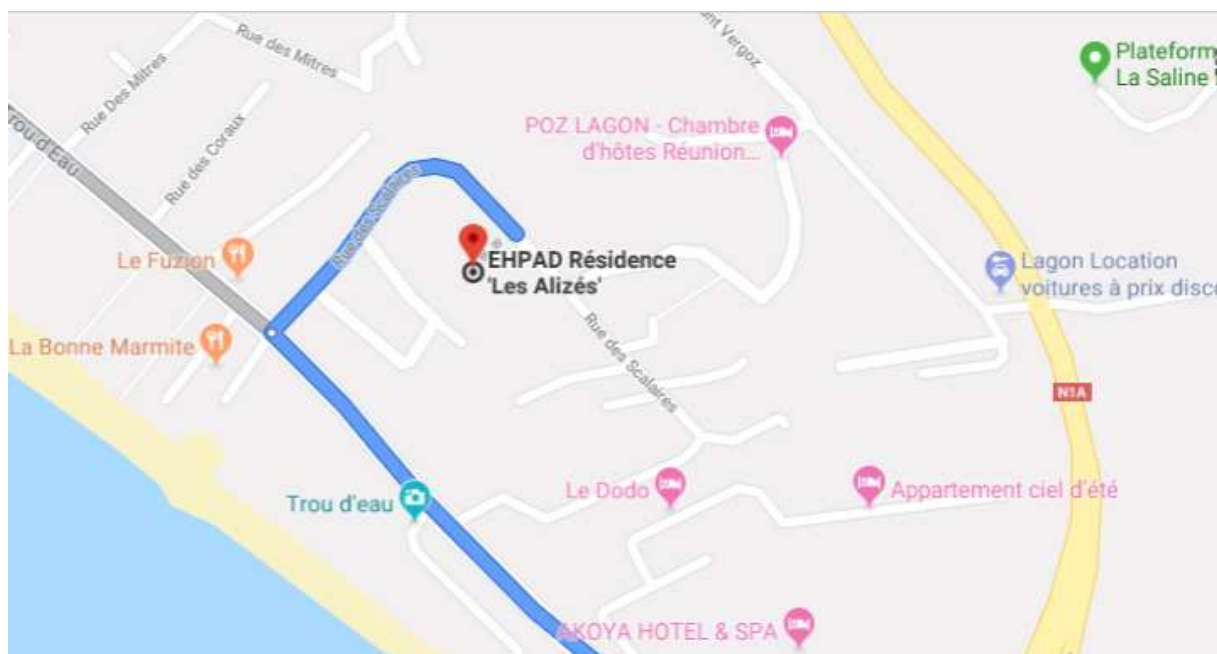 Rue des Mitres
Rue Des Mitres
Rue des Coraux
Trou d'Eau
Vergoz
Plateform
La Saline
POZ LAGON - Chambre
d'hôtes Réunion...
Rue des Scalaires
Le Fuzion
La Bonne Marmite
EHPAD Résidence
'Les Alizés'
Lagon Location
voitures à prix disco
Rue des Scalaires
N1A
Trou d'eau
Le Dodo
Appartement ciel d'été
AKOYA HOTEL & SPA